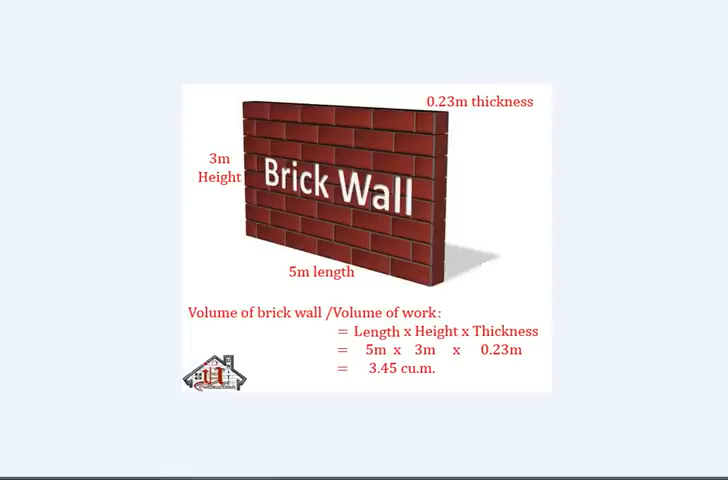 0.23m thickness
3m
Height
Brick Wall
5m length
Volume of brick wall /Volume of work:
= Length x Height x Thickness
= 5m x 3m x 0.23m
= 3.45 cu.m.